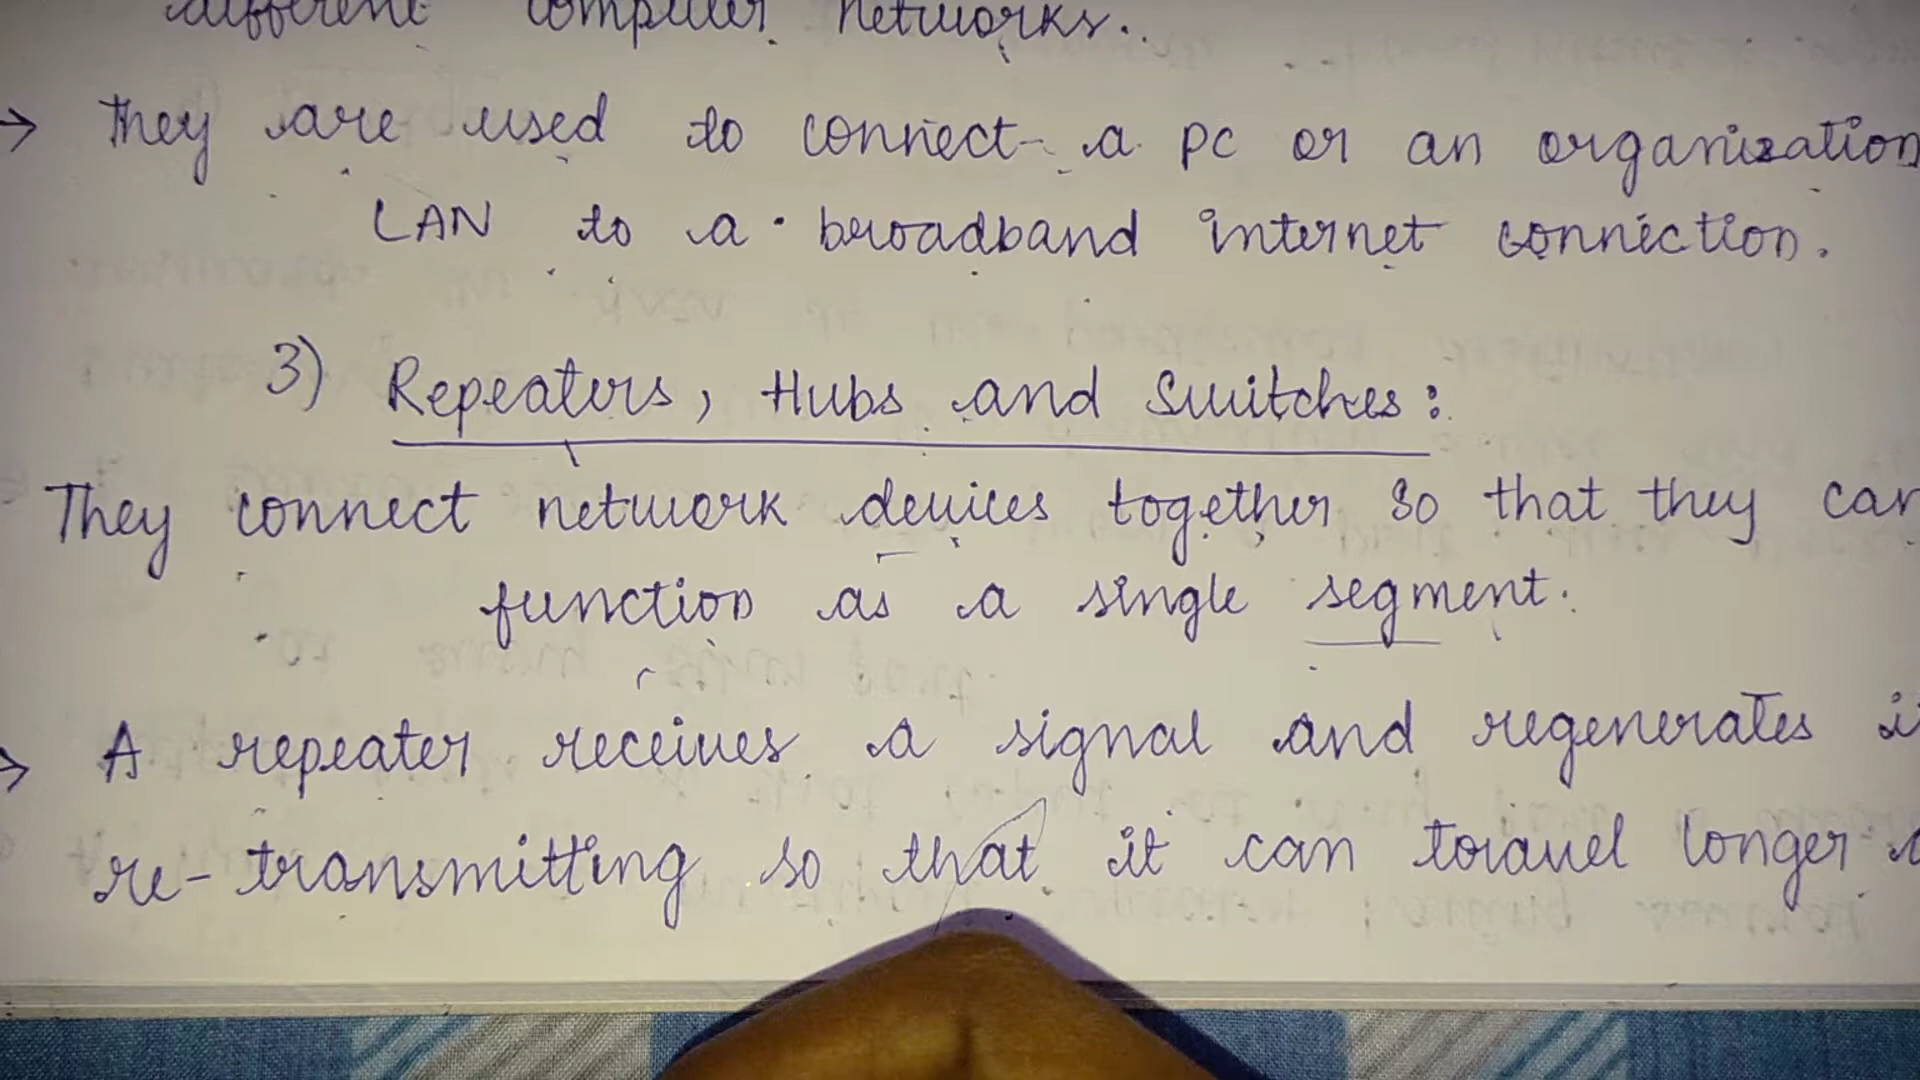 different computer networks.
→ They are used to connect a PC or an organization
LAN to a broadband internet connection.
3) Repeaters, Hubs and Switches:
They connect network devices together so that they can
function as a single segment.
→ A repeater receives a signal and regenerates it
re-transmitting so that it can travel longer